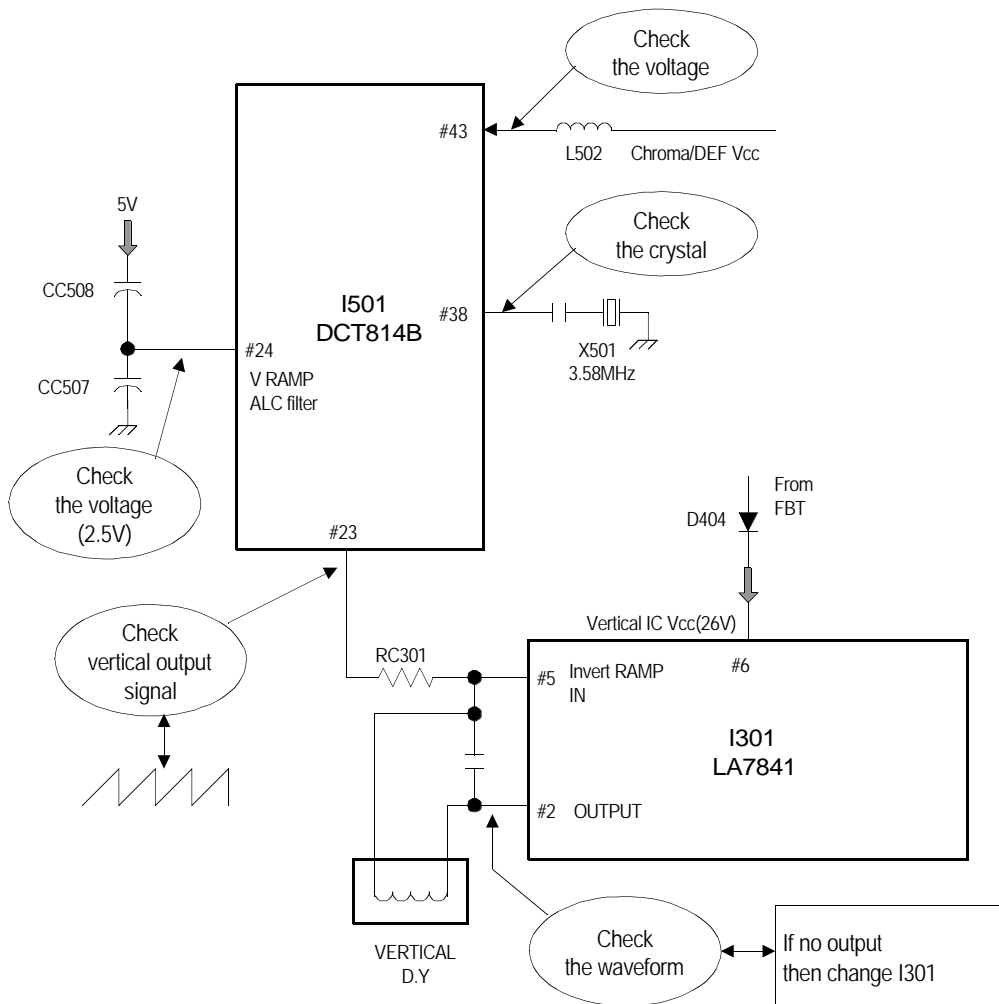 Check
the voltage
#43
L502
Chroma/DEF Vcc
5V
Check
the crystal
CC508
I501
DCT814B
#38
#24
X501
3.58MHz
CC507
V RAMP
ALC filter
Check
the voltage
(2.5V)
From
FBT
D404
#23
Vertical IC Vcc(26V)
Check
vertical output
signal
RC301
#6
#5 Invert RAMP
IN
I301
LA7841
#2 OUTPUT
VERTICAL
D.Y
Check
the waveform
If no output
then change I301